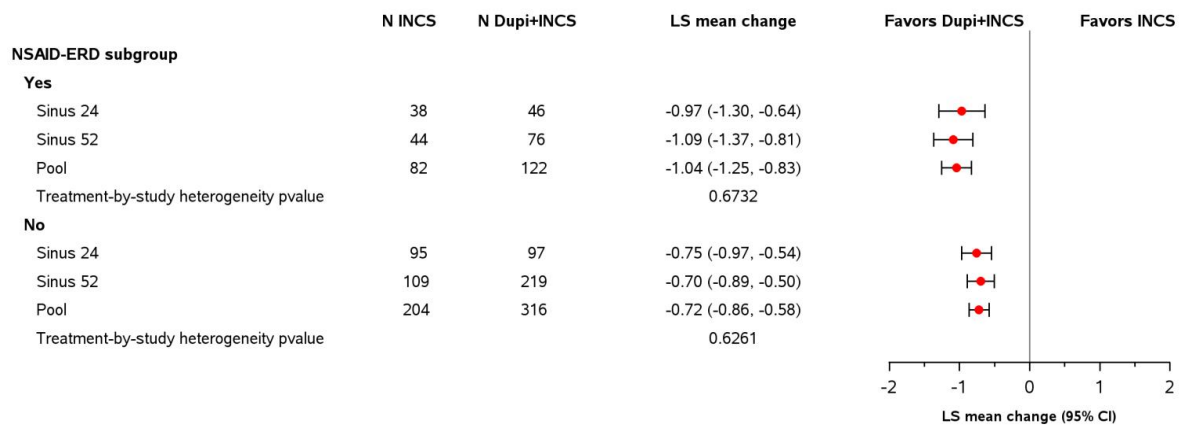 N INCS N Dupi+INCS LS mean change Favors Dupi+INCS Favors INCS
NSAID-ERD subgroup
Yes
Sinus 24 38 46 -0.97 (-1.30, -0.64)
Sinus 52 44 76 -1.09 (-1.37, -0.81)
Pool 82 122 -1.04 (-1.25, -0.83)
Treatment-by-study heterogeneity pvalue 0.6732
No
Sinus 24 95 97 -0.75 (-0.97, -0.54)
Sinus 52 109 219 -0.70 (-0.89, -0.50)
Pool 204 316 -0.72 (-0.86, -0.58)
Treatment-by-study heterogeneity pvalue 0.6261
-2 -1 0 1 2
LS mean change (95% CI)